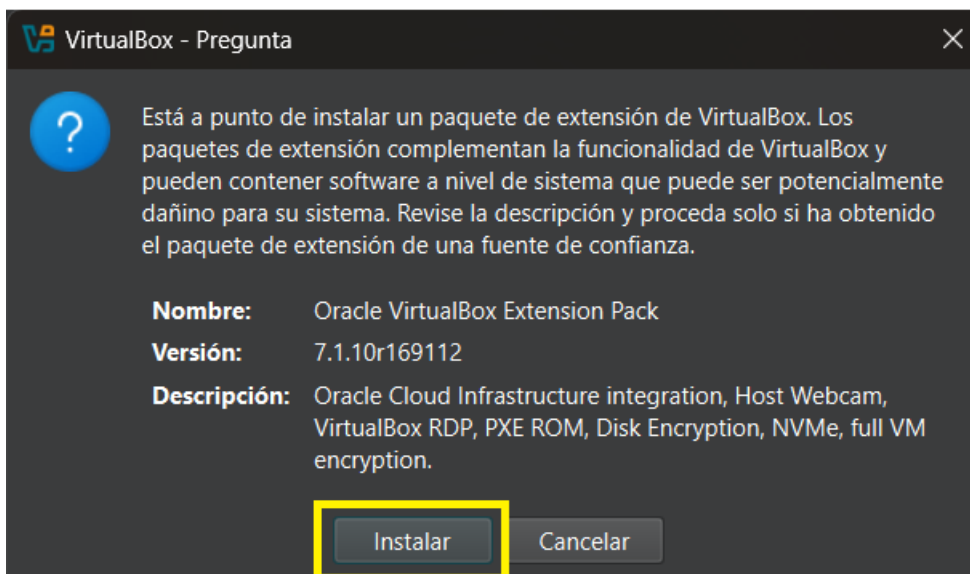 VirtualBox - Pregunta
Está a punto de instalar un paquete de extensión de VirtualBox. Los
paquetes de extensión complementan la funcionalidad de VirtualBox y
pueden contener software a nivel de sistema que puede ser potencialmente
dañino para su sistema. Revise la descripción y proceda solo si ha obtenido
el paquete de extensión de una fuente de confianza.
Nombre: Oracle VirtualBox Extension Pack
Versión: 7.1.10r169112
Descripción: Oracle Cloud Infrastructure integration, Host Webcam,
VirtualBox RDP, PXE ROM, Disk Encryption, NVMe, full VM
encryption.
Instalar Cancelar